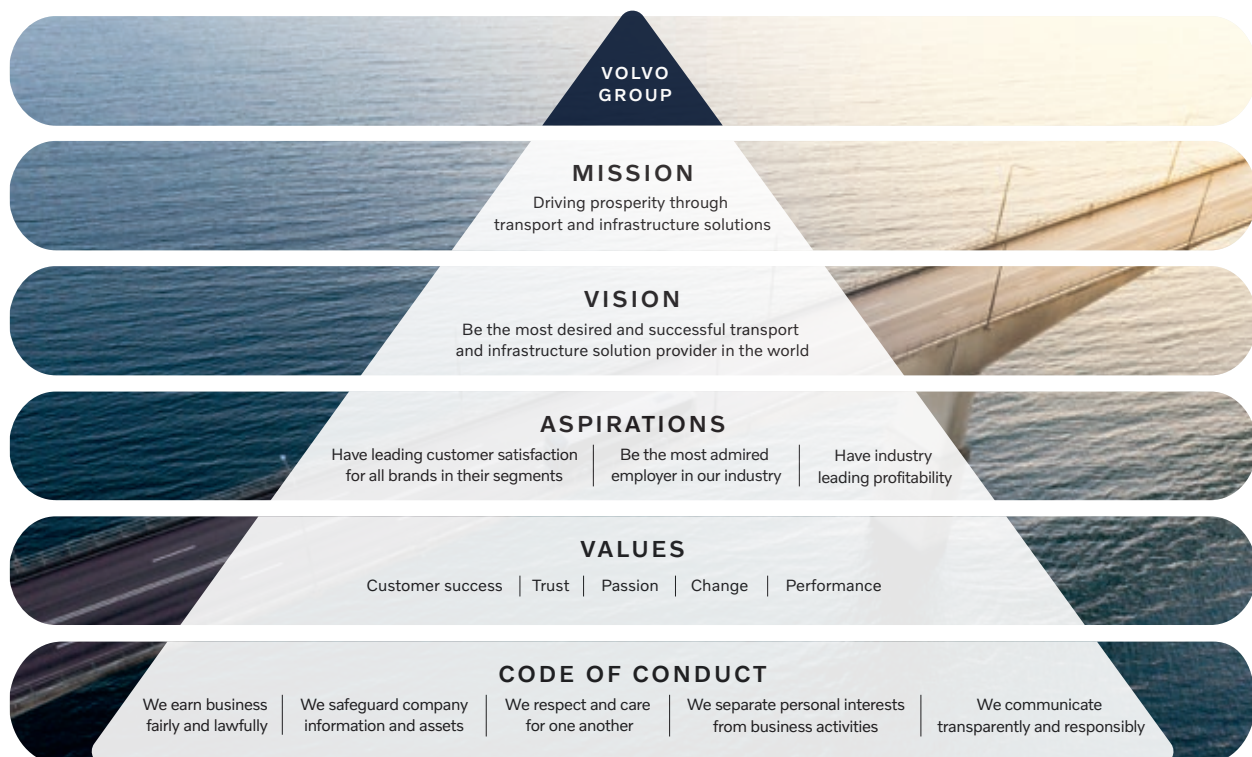 VOLVO
GROUP
MISSION
Driving prosperity through
transport and infrastructure solutions
VISION
Be the most desired and successful transport
and infrastructure solution provider in the world
ASPIRATIONS
Have leading customer satisfaction
for all brands in their segments
Be the most admired
employer in our industry
Have industry
leading profitability
VALUES
Customer success | Trust | Passion | Change | Performance
CODE OF CONDUCT
We earn business
fairly and lawfully
We safeguard company
information and assets
We respect and care
for one another
We separate personal interests
from business activities
We communicate
transparently and responsibly